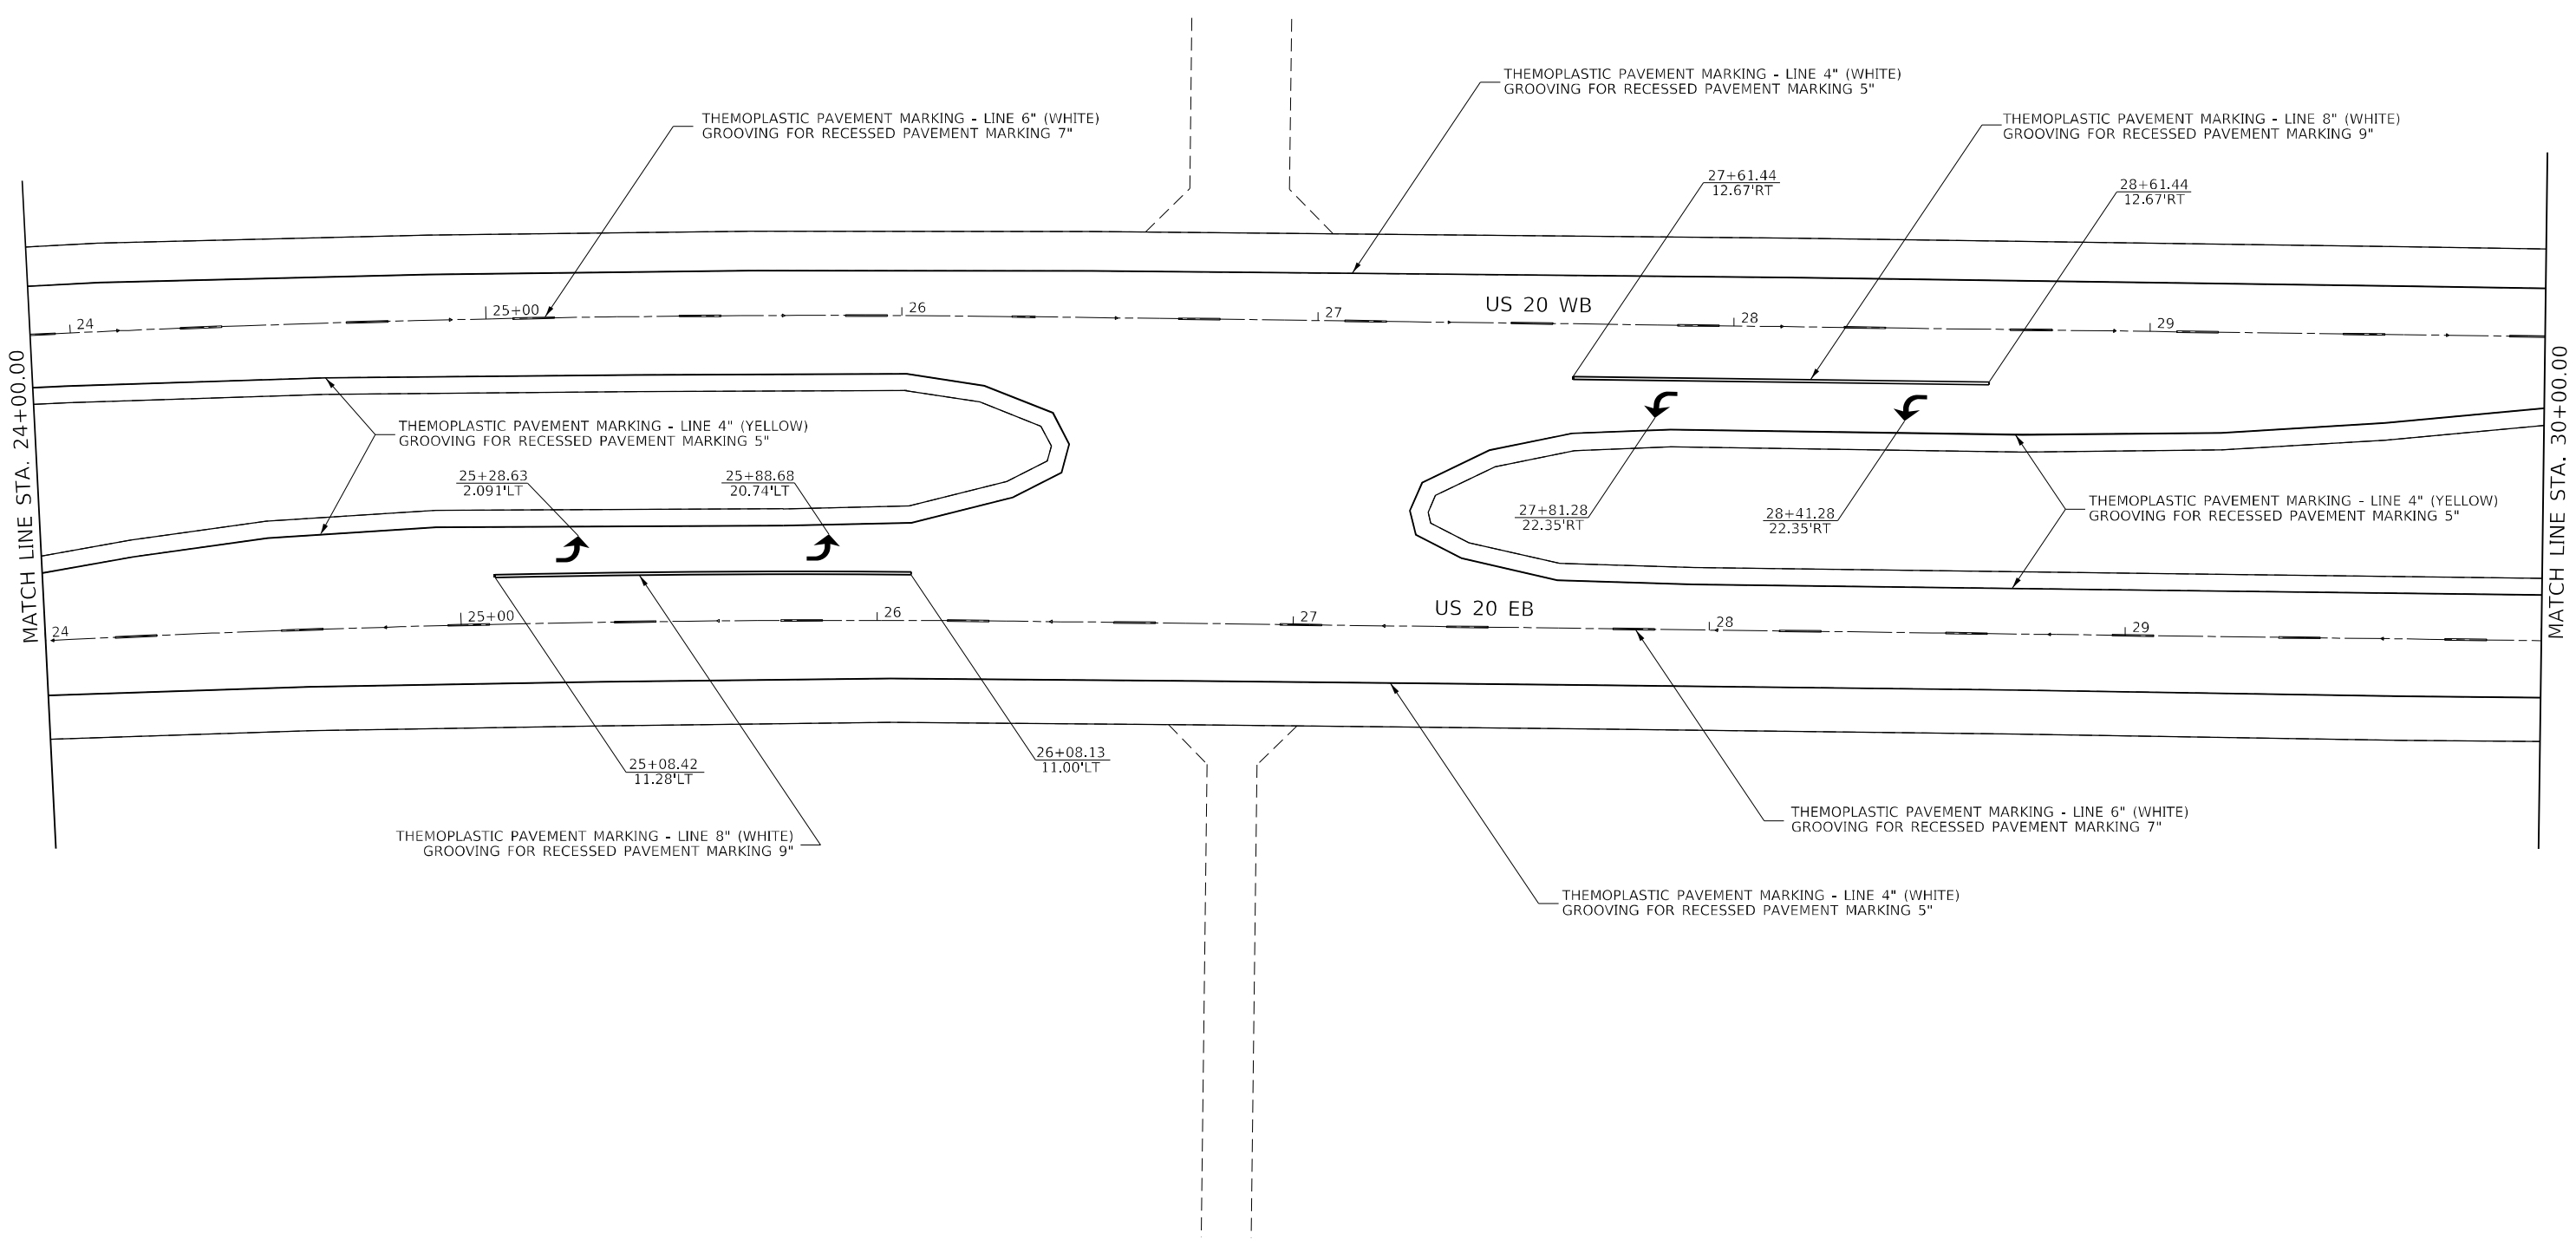 THEMOPLASTIC PAVEMENT MARKING - LINE 4" (WHITE)
GROOVING FOR RECESSED PAVEMENT MARKING 5"
THEMOPLASTIC PAVEMENT MARKING - LINE 6" (WHITE)
GROOVING FOR RECESSED PAVEMENT MARKING 7"
THEMOPLASTIC PAVEMENT MARKING - LINE 8" (WHITE)
GROOVING FOR RECESSED PAVEMENT MARKING 9"
27+61.44
12.67'RT
28+61.44
12.67'RT
24
25+00
26
27
US 20 WB
28
29
MATCH LINE STA. 24+00.00
MATCH LINE STA. 30+00.00
THEMOPLASTIC PAVEMENT MARKING - LINE 4" (YELLOW)
GROOVING FOR RECESSED PAVEMENT MARKING 5"
25+28.63
2.091'LT
25+88.68
20.74'LT
27+81.28
22.35'RT
28+41.28
22.35'RT
THEMOPLASTIC PAVEMENT MARKING - LINE 4" (YELLOW)
GROOVING FOR RECESSED PAVEMENT MARKING 5"
24
25+00
26
27
US 20 EB
28
29
25+08.42
11.28'LT
26+08.13
11.00'LT
THEMOPLASTIC PAVEMENT MARKING - LINE 8" (WHITE)
GROOVING FOR RECESSED PAVEMENT MARKING 9"
THEMOPLASTIC PAVEMENT MARKING - LINE 6" (WHITE)
GROOVING FOR RECESSED PAVEMENT MARKING 7"
THEMOPLASTIC PAVEMENT MARKING - LINE 4" (WHITE)
GROOVING FOR RECESSED PAVEMENT MARKING 5"